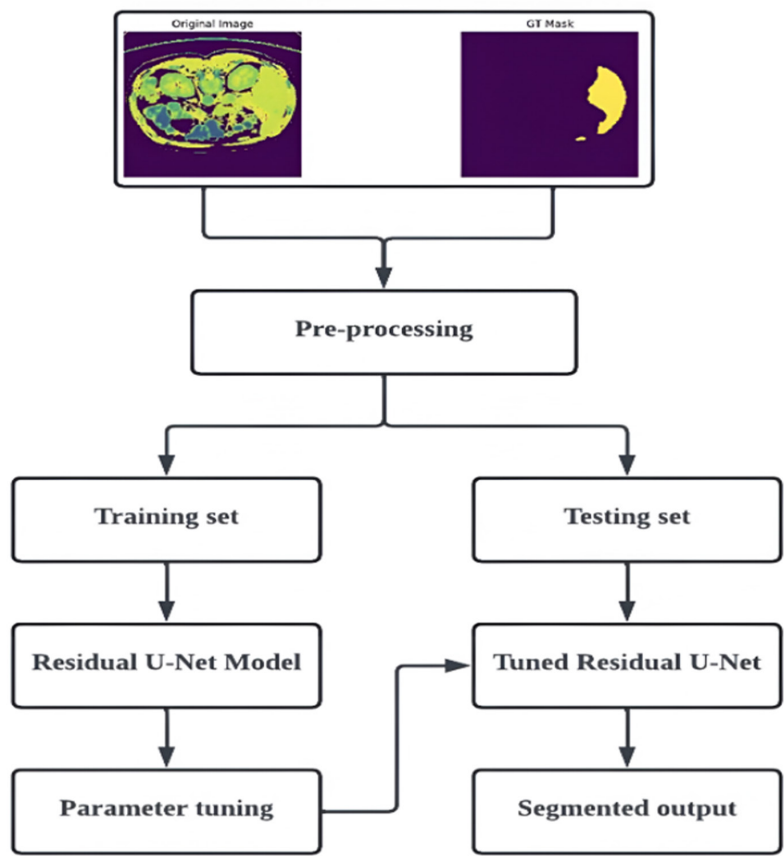 Original Image
GT Mask
Pre-processing
Training set
Testing set
Residual U-Net Model
Tuned Residual U-Net
Parameter tuning
Segmented output